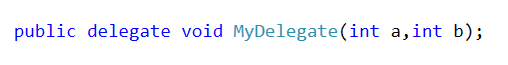 public delegate void MyDelegate(int a,int b);